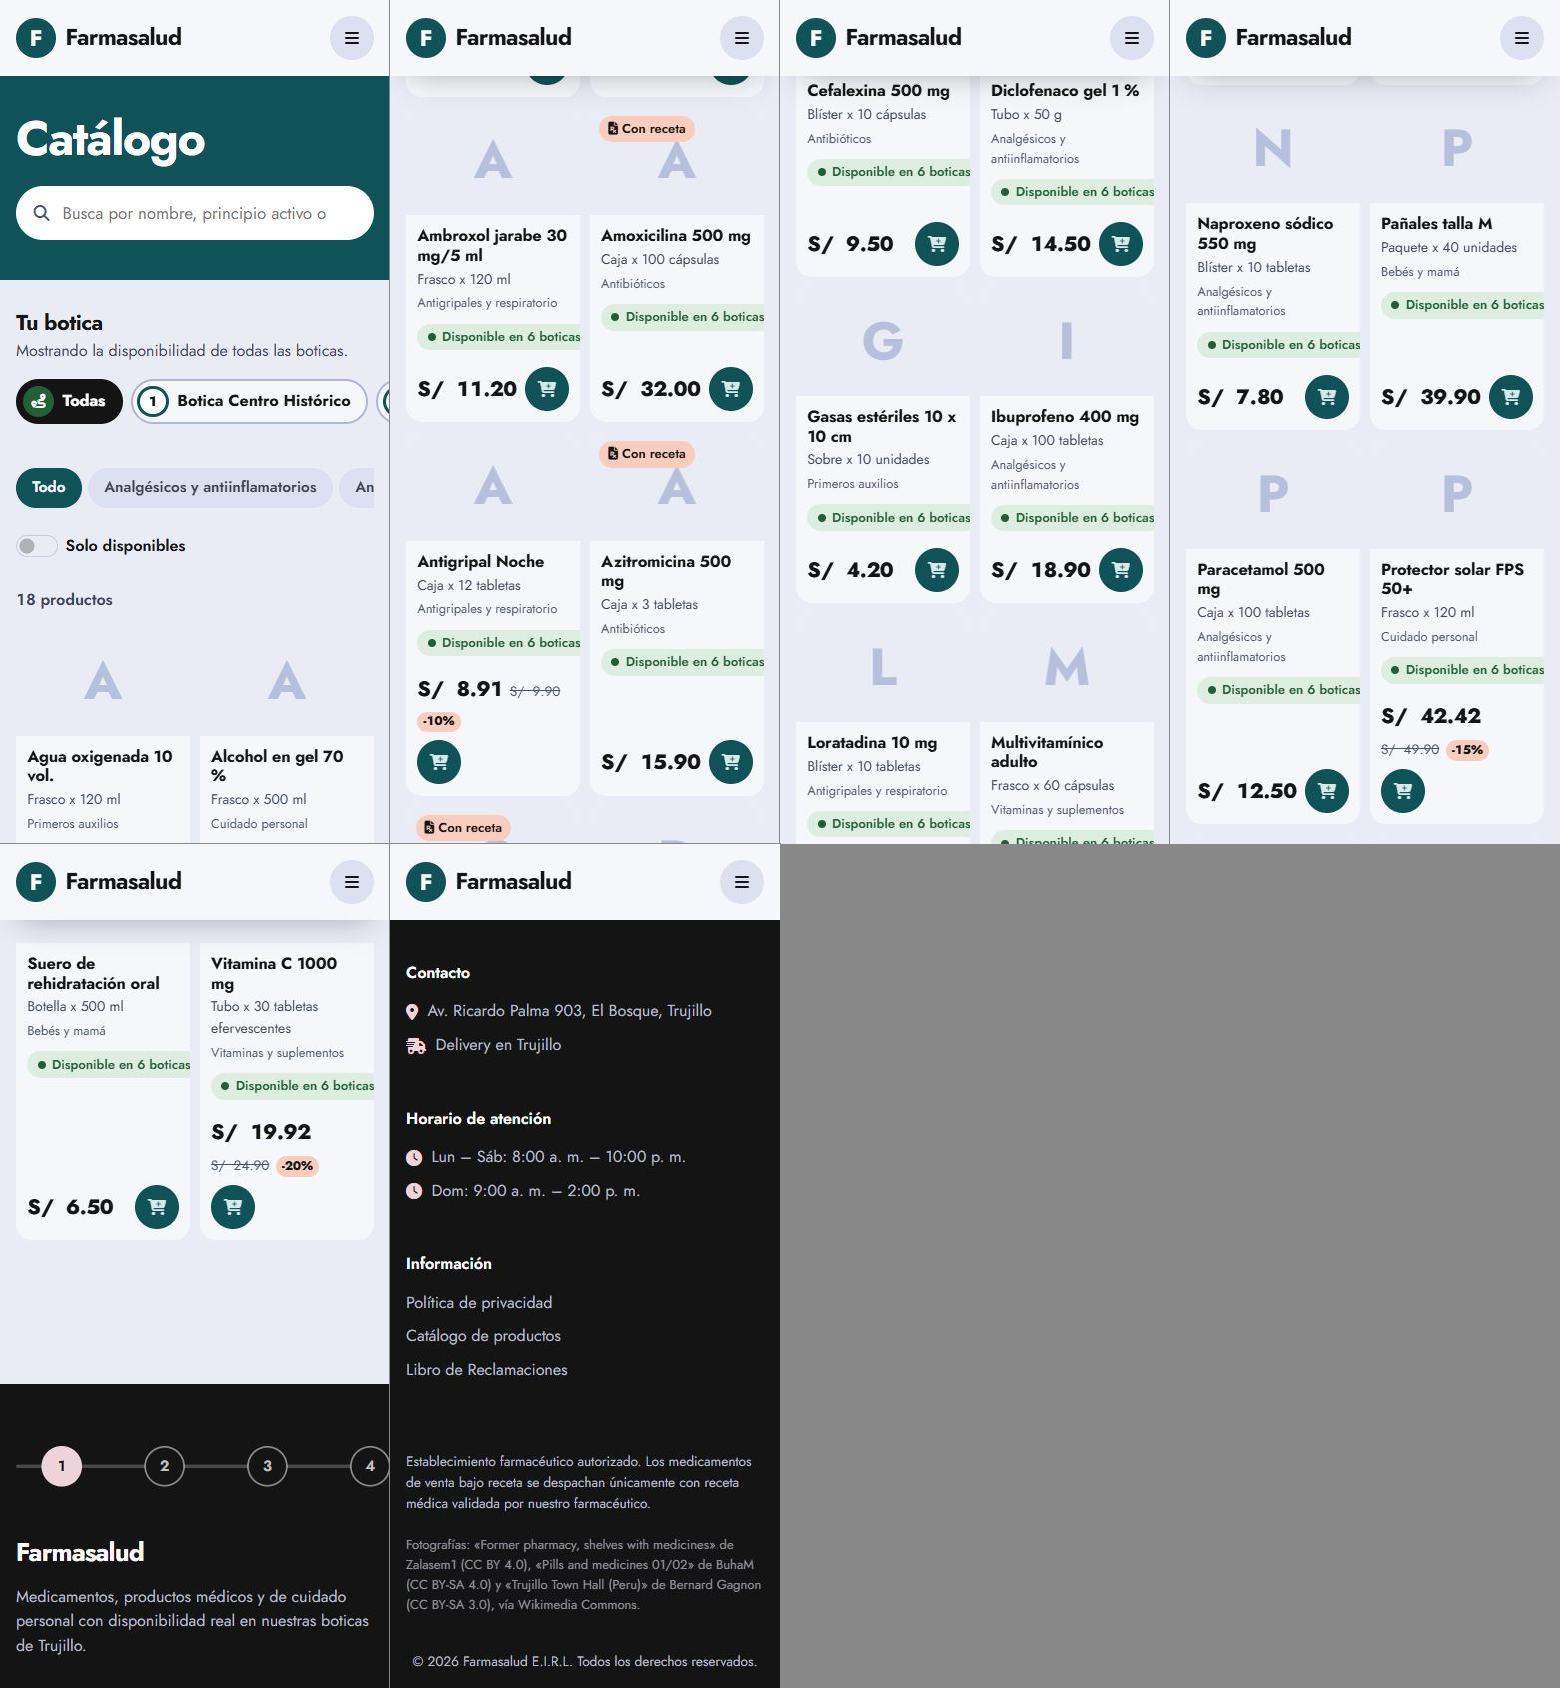 F Farmasalud
Catálogo
Busca por nombre, principio activo o
Tu botica
Mostrando la disponibilidad de todas las boticas.
Todas
1 Botica Centro Histórico
Todo
Analgésicos y antiinflamatorios
An
Solo disponibles
18 productos
A
A
Agua oxigenada 10
vol.
Frasco x 120 ml
Primeros auxilios
Alcohol en gel 70
%
Frasco x 500 ml
Cuidado personal
F Farmasalud
A
Ambroxol jarabe 30
mg/5 ml
Frasco x 120 ml
Antigripales y respiratorio
Disponible en 6 boticas
S/ 11.20
Con receta
A
Amoxicilina 500 mg
Caja x 100 cápsulas
Antibióticos
Disponible en 6 boticas
S/ 32.00
A
Antigripal Noche
Caja x 12 tabletas
Antigripales y respiratorio
Disponible en 6 boticas
S/ 8.91 S/ 9.90
-10%
Con receta
A
Azitromicina 500
mg
Caja x 3 tabletas
Antibióticos
Disponible en 6 boticas
S/ 15.90
Con receta
F Farmasalud
Cefalexina 500 mg
Blíster x 10 cápsulas
Antibióticos
Disponible en 6 boticas
S/ 9.50
Diclofenaco gel 1 %
Tubo x 50 g
Analgésicos y
antiinflamatorios
Disponible en 6 boticas
S/ 14.50
G
Gasas estériles 10 x
10 cm
Sobre x 10 unidades
Primeros auxilios
Disponible en 6 boticas
S/ 4.20
I
Ibuprofeno 400 mg
Caja x 100 tabletas
Analgésicos y
antiinflamatorios
Disponible en 6 boticas
S/ 18.90
L
Loratadina 10 mg
Blíster x 10 tabletas
Antigripales y respiratorio
Disponible en 6 boticas
M
Multivitamínico
adulto
Frasco x 60 cápsulas
Vitaminas y suplementos
Disponible en 6 boticas
F Farmasalud
N
Naproxeno sódico
550 mg
Blíster x 10 tabletas
Analgésicos y
antiinflamatorios
Disponible en 6 boticas
S/ 7.80
P
Pañales talla M
Paquete x 40 unidades
Bebés y mamá
Disponible en 6 boticas
S/ 39.90
P
Paracetamol 500
mg
Caja x 100 tabletas
Analgésicos y
antiinflamatorios
Disponible en 6 boticas
S/ 12.50
P
Protector solar FPS
50+
Frasco x 120 ml
Cuidado personal
Disponible en 6 boticas
S/ 42.42
S/ 49.90 -15%
F Farmasalud
Suero de
rehidratación oral
Botella x 500 ml
Bebés y mamá
Disponible en 6 boticas
S/ 6.50
Vitamina C 1000
mg
Tubo x 30 tabletas
efervescentes
Vitaminas y suplementos
Disponible en 6 boticas
S/ 19.92
S/ 24.90 -20%
1 2 3 4
Farmasalud
Medicamentos, productos médicos y de cuidado
personal con disponibilidad real en nuestras boticas
de Trujillo.
F Farmasalud
Contacto
Av. Ricardo Palma 903, El Bosque, Trujillo
Delivery en Trujillo
Horario de atención
Lun – Sáb: 8:00 a. m. – 10:00 p. m.
Dom: 9:00 a. m. – 2:00 p. m.
Información
Política de privacidad
Catálogo de productos
Libro de Reclamaciones
Establecimiento farmacéutico autorizado. Los medicamentos
de venta bajo receta se despachan únicamente con receta
médica validada por nuestro farmacéutico.
Fotografías: «Former pharmacy, shelves with medicines» de
Zalasem1 (CC BY 4.0), «Pills and medicines 01/02» de BuhaM
(CC BY-SA 4.0) y «Trujillo Town Hall (Peru)» de Bernard Gagnon
(CC BY-SA 3.0), vía Wikimedia Commons.
© 2026 Farmasalud E.I.R.L. Todos los derechos reservados.